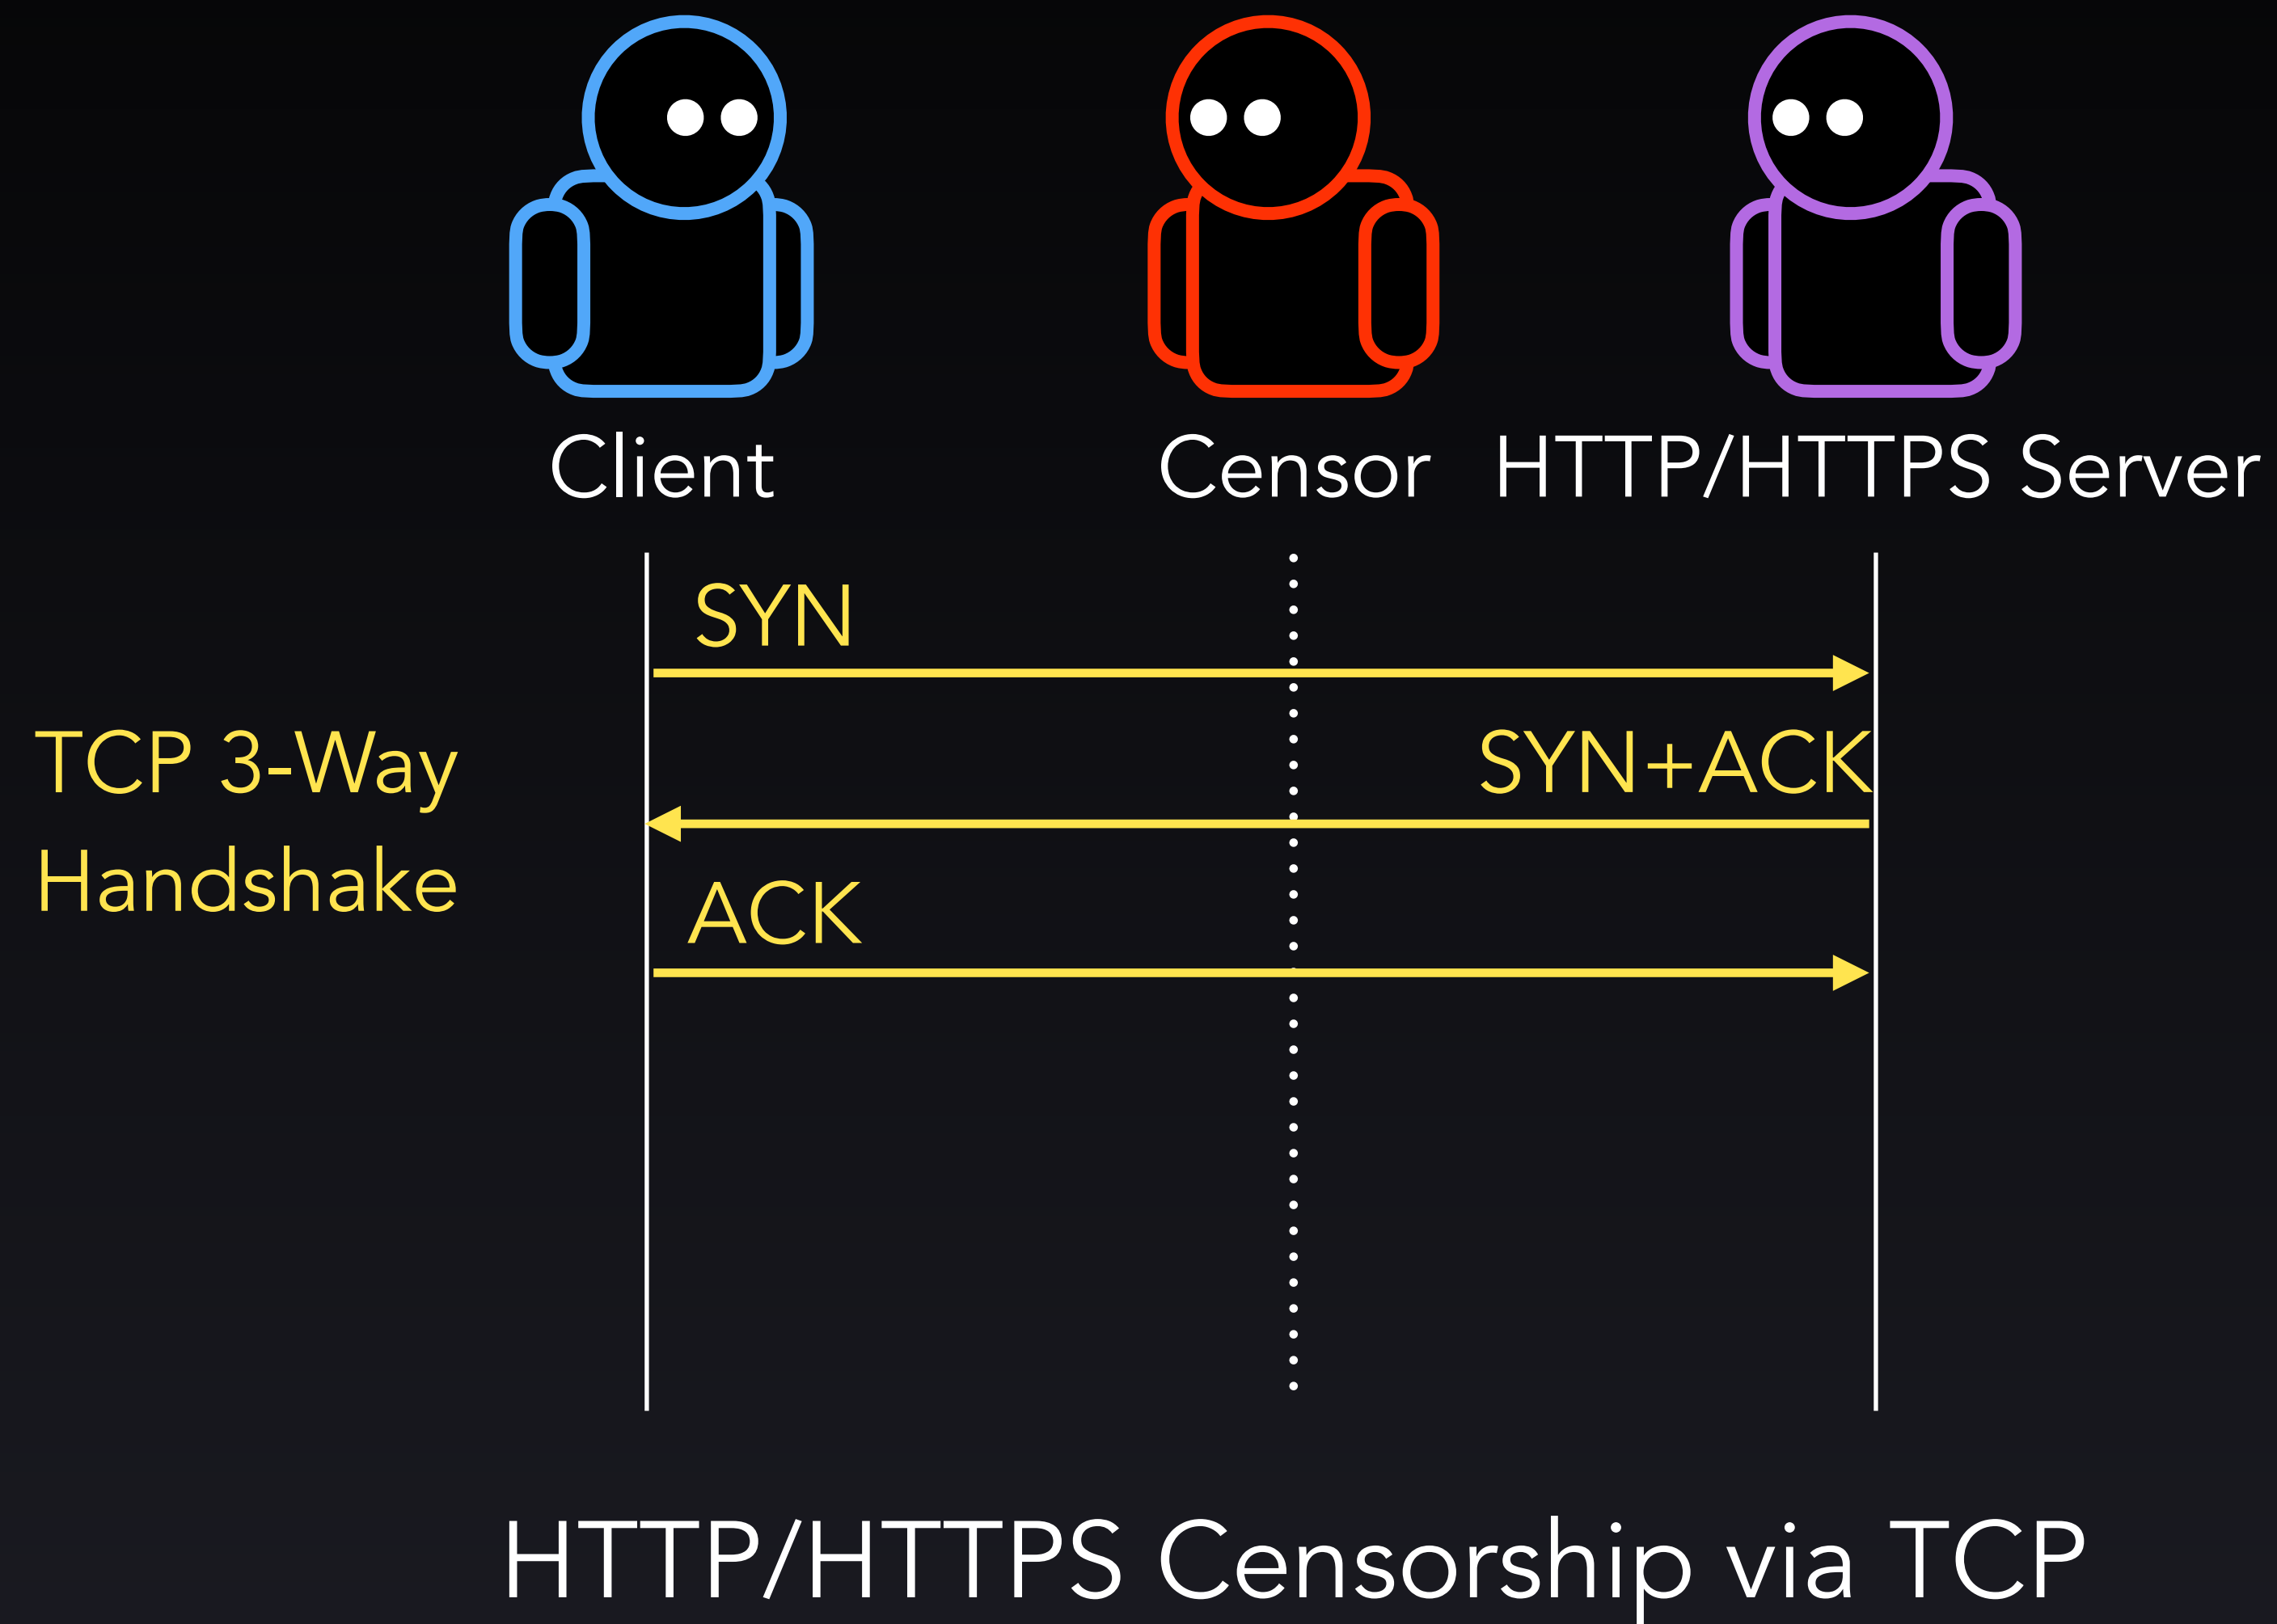 Client
Censor
HTTP/HTTPS Server
SYN
TCP 3-Way
Handshake
SYN+ACK
ACK
HTTP/HTTPS Censorship via TCP